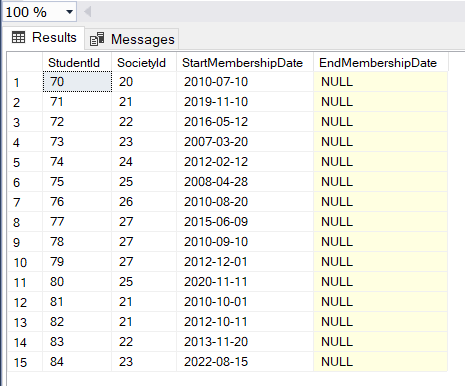 100 %
Results Messages
StudentId SocietyId StartMembershipDate EndMembershipDate
1 70 20 2010-07-10 NULL
2 71 21 2019-11-10 NULL
3 72 22 2016-05-12 NULL
4 73 23 2007-03-20 NULL
5 74 24 2012-02-12 NULL
6 75 25 2008-04-28 NULL
7 76 26 2010-08-20 NULL
8 77 27 2015-06-09 NULL
9 78 27 2010-09-10 NULL
10 79 27 2012-12-01 NULL
11 80 25 2020-11-11 NULL
12 81 21 2010-10-01 NULL
13 82 21 2012-10-11 NULL
14 83 22 2013-11-20 NULL
15 84 23 2022-08-15 NULL